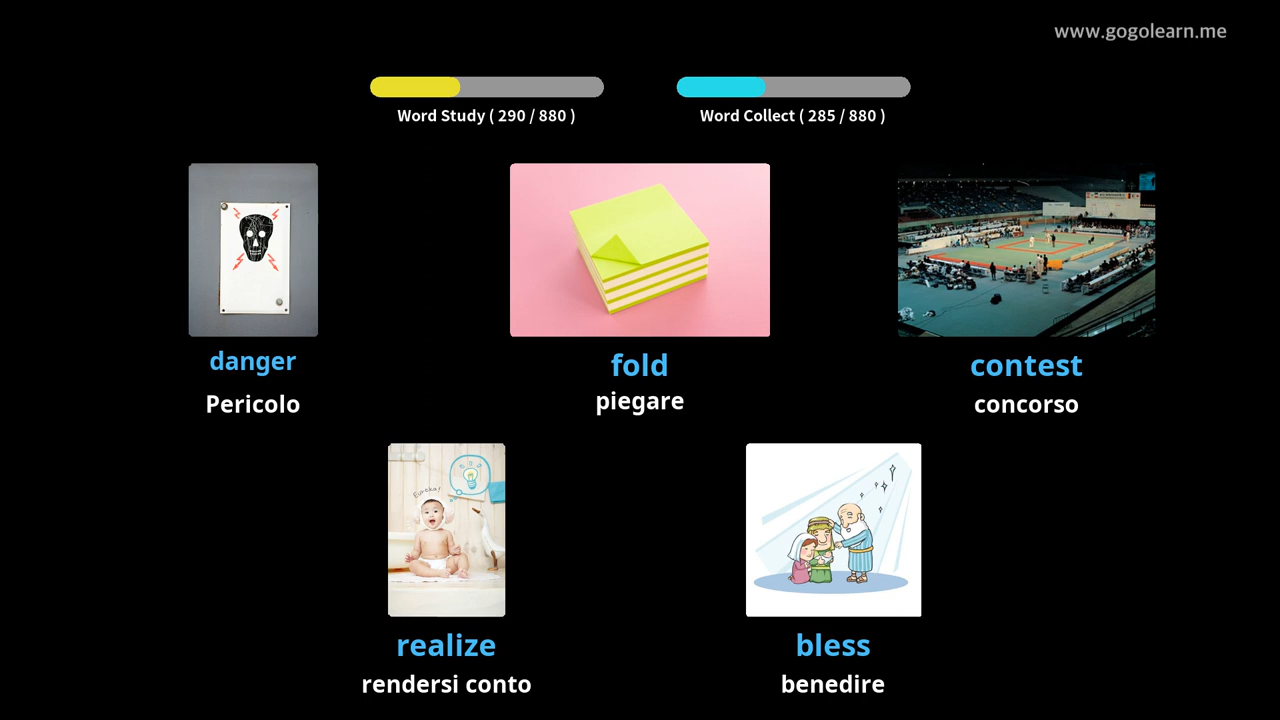 www.gogolearn.me
Word Study ( 290 / 880 )
Word Collect ( 285 / 880 )
danger
Pericolo
fold
piegare
contest
concorso
Eureka!
realize
rendersi conto
bless
benedire